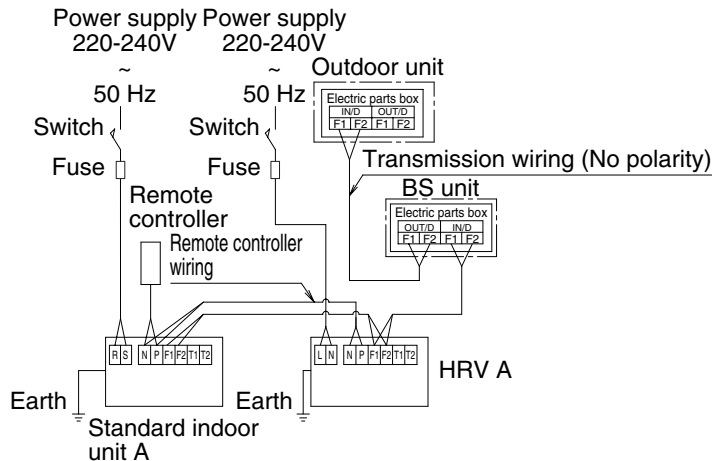 Power supply
220-240V
~
50 Hz
Switch
Fuse
Power supply
220-240V
~
50 Hz
Switch
Fuse
Outdoor unit
Electric parts box
IN/D OUT/D
F1 F2 F1 F2
Transmission wiring (No polarity)
BS unit
Electric parts box
OUT/D IN/D
F1 F2 F1 F2
Remote
controller
Remote controller
wiring
R S N P F1 F2 T1 T2
L N N P F1 F2 T1 T2
HRV A
Earth
Earth
Standard indoor
unit A